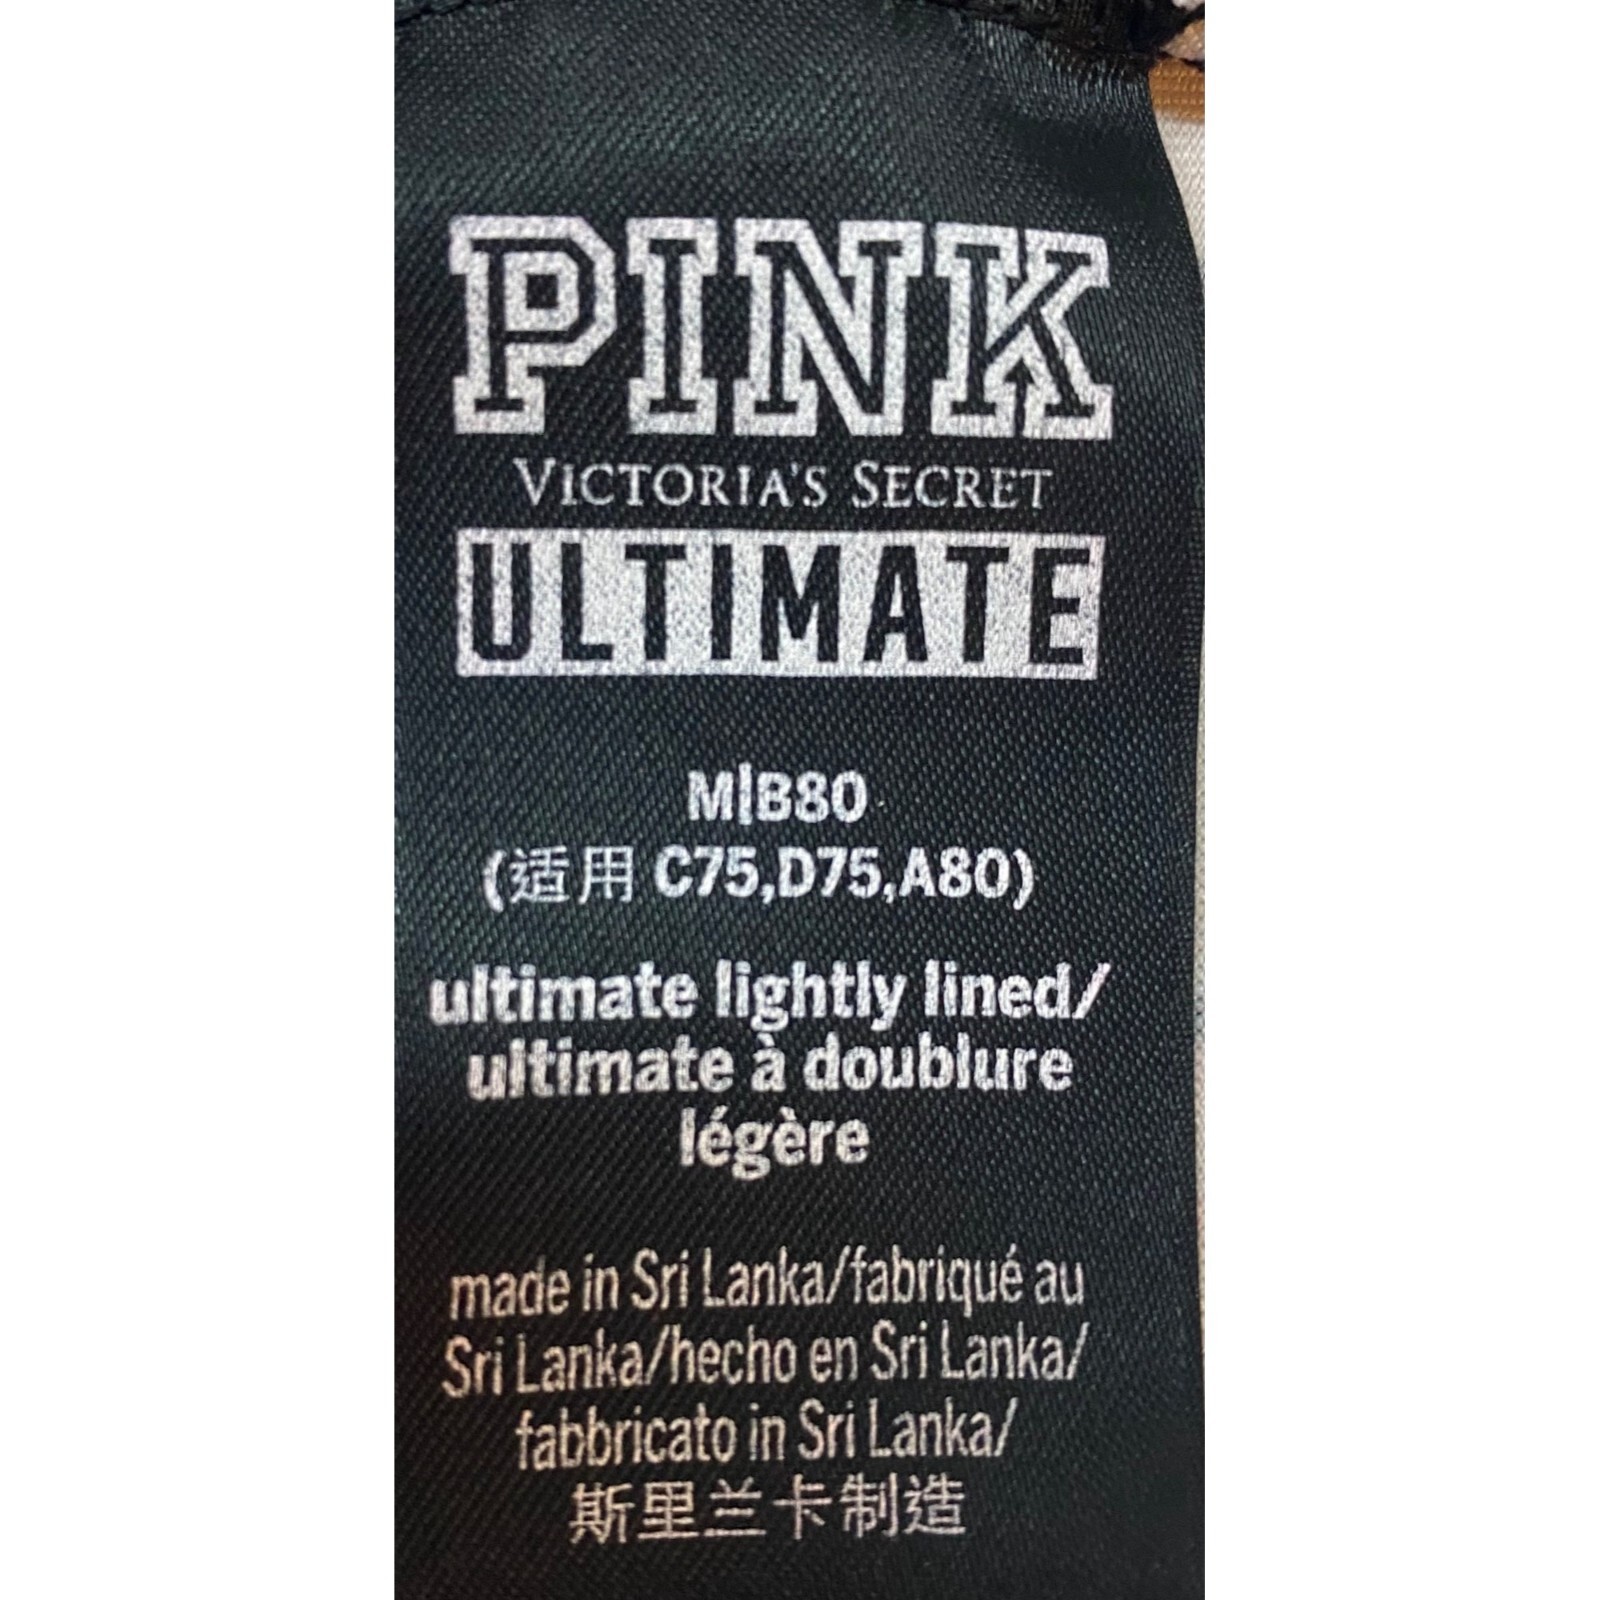 PINK
VICTORIA'S SECRET
ULTIMATE
M|B80
(适用 C75,D75,A80)
ultimate lightly lined/
ultimate à doublure
légère
made in Sri Lanka/fabriqué au
Sri Lanka/hecho en Sri Lanka/
fabbricato in Sri Lanka/
斯里兰卡制造